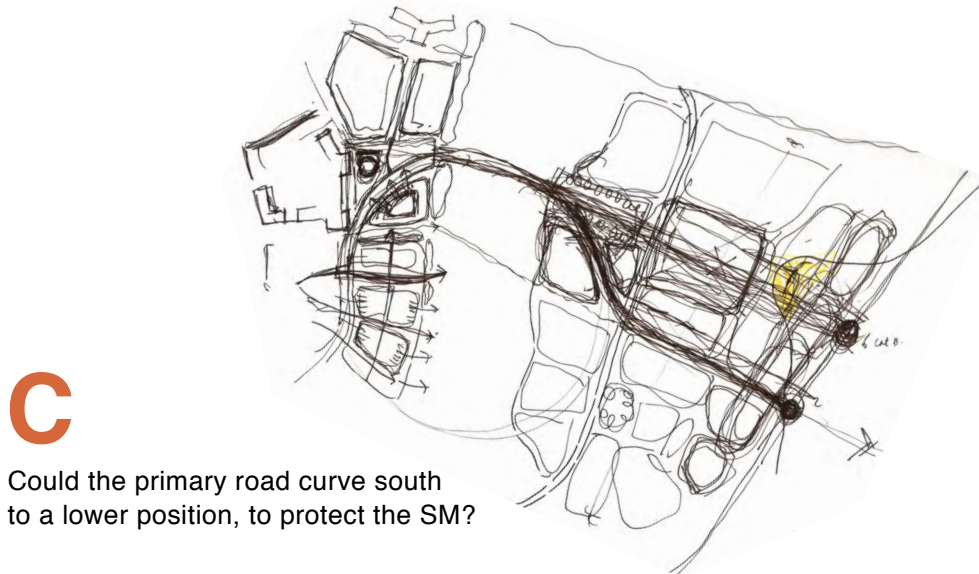 C
Could the primary road curve south
to a lower position, to protect the SM?